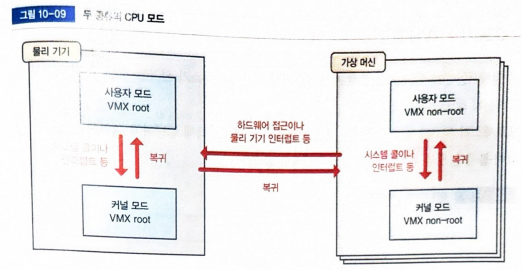 그림 10-09 두 종류의 CPU 모드
물리 기기
사용자 모드
VMX root
시스템 콜이나
인터럽트 등
복귀
커널 모드
VMX root
하드웨어 접근이나
물리 기기 인터럽트 등
복귀
가상 머신
사용자 모드
VMX non-root
시스템 콜이나
인터럽트 등
복귀
커널 모드
VMX non-root